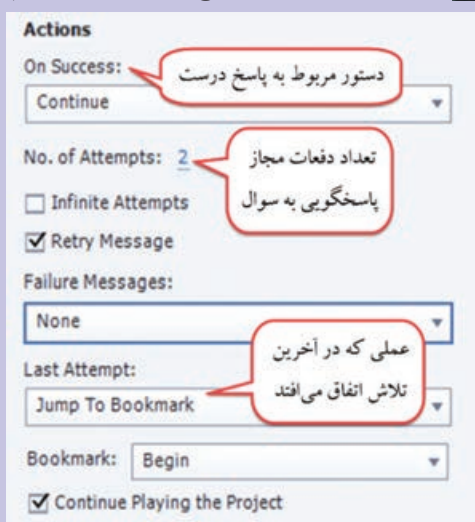 Actions
On Success:
دستور مربوط به پاسخ درست
Continue
No. of Attempts: 2
تعداد دفعات مجاز
پاسخگویی به سوال
Infinite Attempts
Retry Message
Failure Messages:
None
عملی که در آخرین
تلاش اتفاق می‌افتد
Last Attempt:
Jump To Bookmark
Bookmark: Begin
Continue Playing the Project